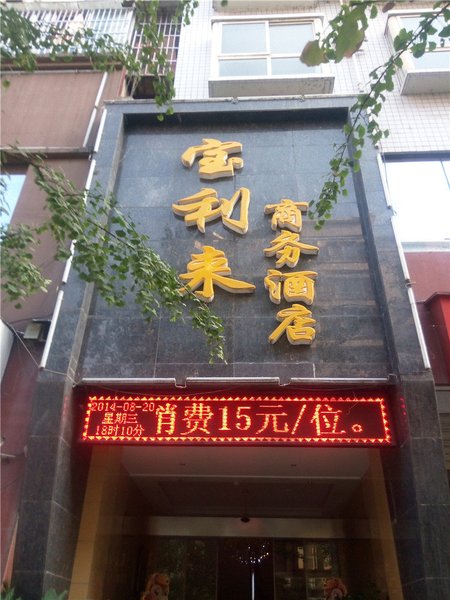 宝利来
商务酒店
2014-08-20
星期三
18时10分
消费15元/位。